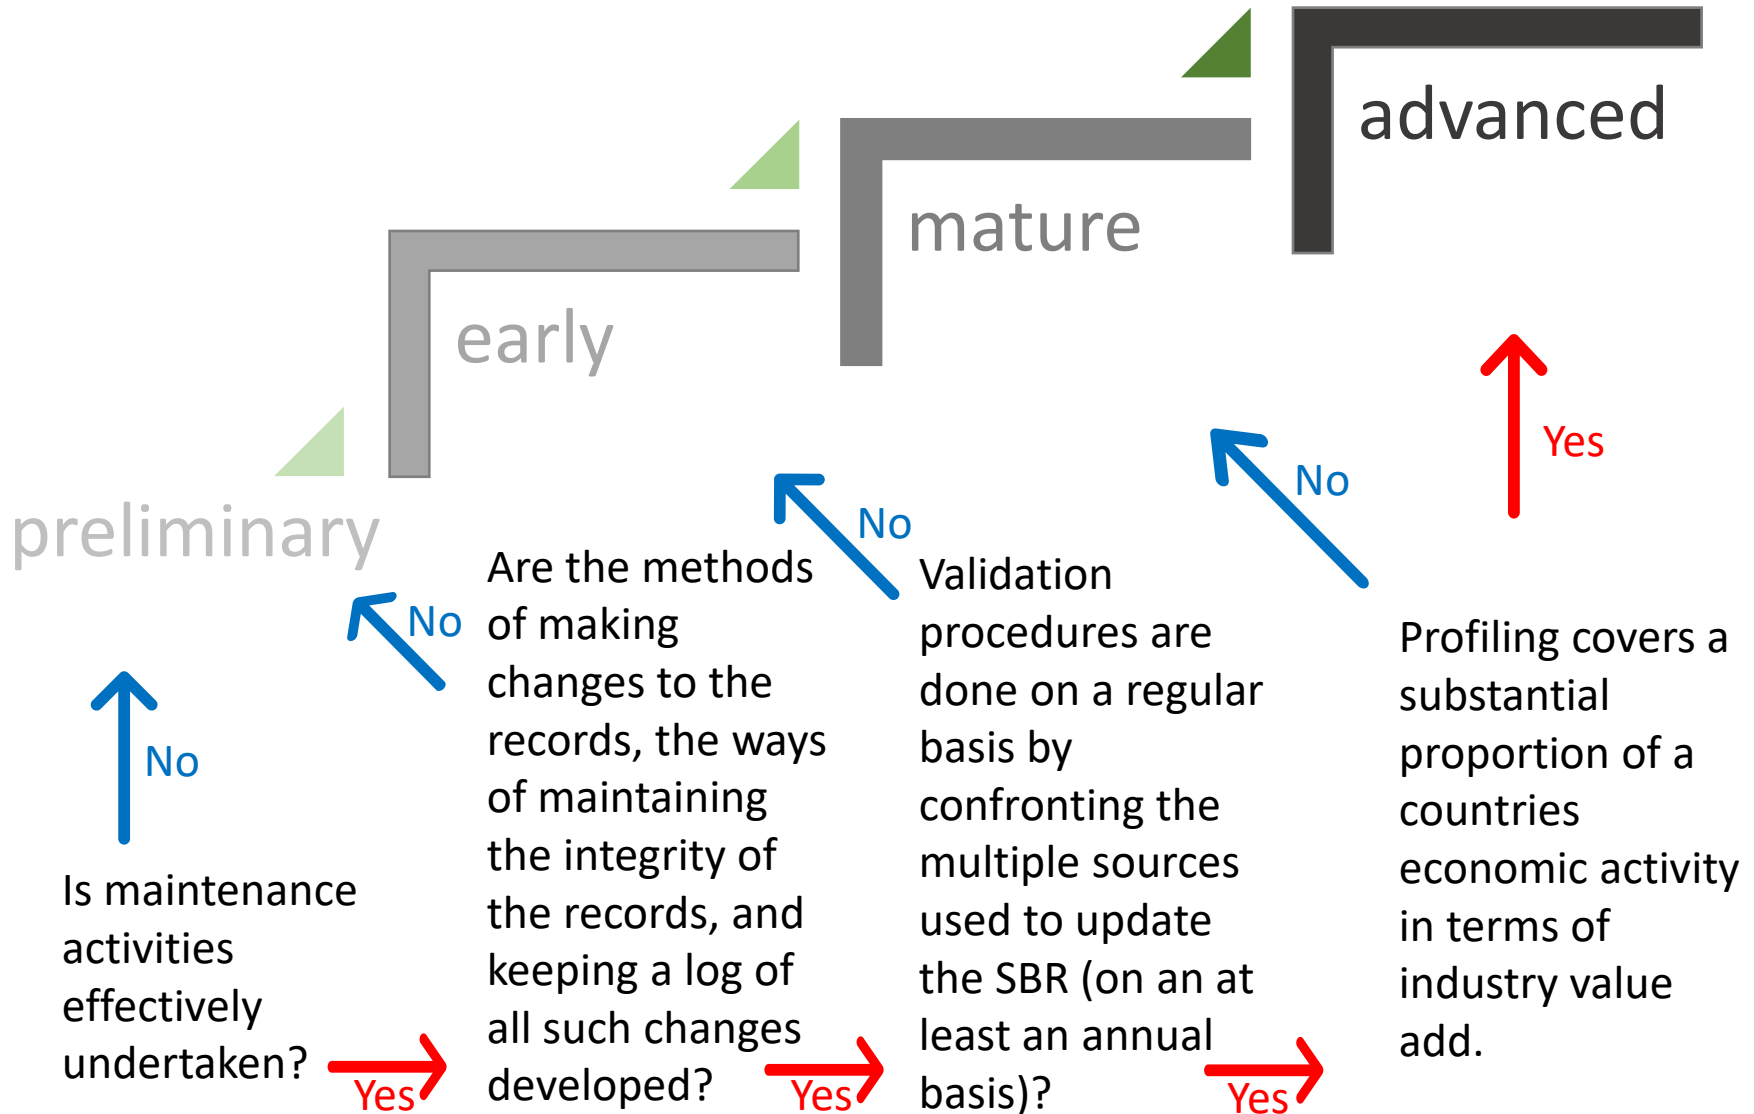 advanced
mature
early
preliminary
No
Is maintenance
activities
effectively
undertaken?
Yes
No
Are the methods
of making
changes to the
records, the ways
of maintaining
the integrity of
the records, and
keeping a log of
all such changes
developed?
Yes
No
Validation
procedures are
done on a regular
basis by
confronting the
multiple sources
used to update
the SBR (on an at
least an annual
basis)?
Yes
No
Profiling covers a
substantial
proportion of a
countries
economic activity
in terms of
industry value
add.
Yes